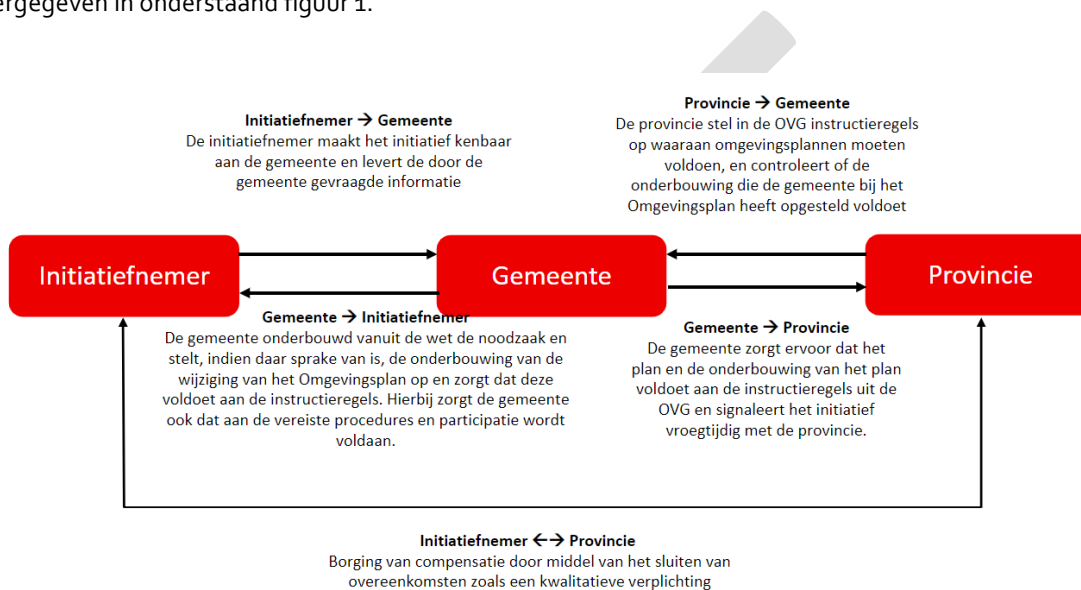 ergegeven in onderstaand figuur 1.
Initiatiefnemer → Gemeente
De initiatiefnemer maakt het initiatief kenbaar
aan de gemeente en levert de door de
gemeente gevraagde informatie
Provincie → Gemeente
De provincie stel in de OVG instructieregels
op waaraan omgevingsplannen moeten
voldoen, en controleert of de
onderbouwing die de gemeente bij het
Omgevingsplan heeft opgesteld voldoet
Initiatiefnemer
Gemeente
Provincie
Gemeente → Initiatiefnemer
De gemeente onderbouwd vanuit de wet de noodzaak en
stelt, indien daar sprake van is, de onderbouwing van de
wijziging van het Omgevingsplan op en zorgt dat deze
voldoet aan de instructieregels. Hierbij zorgt de gemeente
ook dat aan de vereiste procedures en participatie wordt
voldaan.
Gemeente → Provincie
De gemeente zorgt ervoor dat het
plan en de onderbouwing van het plan
voldoet aan de instructieregels uit de
OVG en signaleert het initiatief
vroegtijdig met de provincie.
Initiatiefnemer ←→ Provincie
Borging van compensatie door middel van het sluiten van
overeenkomsten zoals een kwalitatieve verplichting